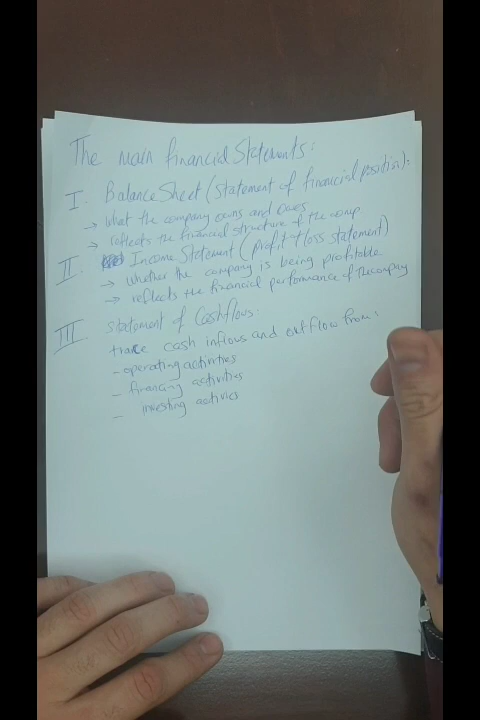 The main financial Statements:
I. Balance Sheet (statement of financial position):
→ What the company owns and owes
→ reflects the financial structure of the comp
II. Income Statement (profit + loss statement)
→ whether the company is being profitable
→ reflects the financial performance of the company
III Statement of Cashflows:
trace cash inflows and outflow from:
- operating activities
- financing activities
- investing activies